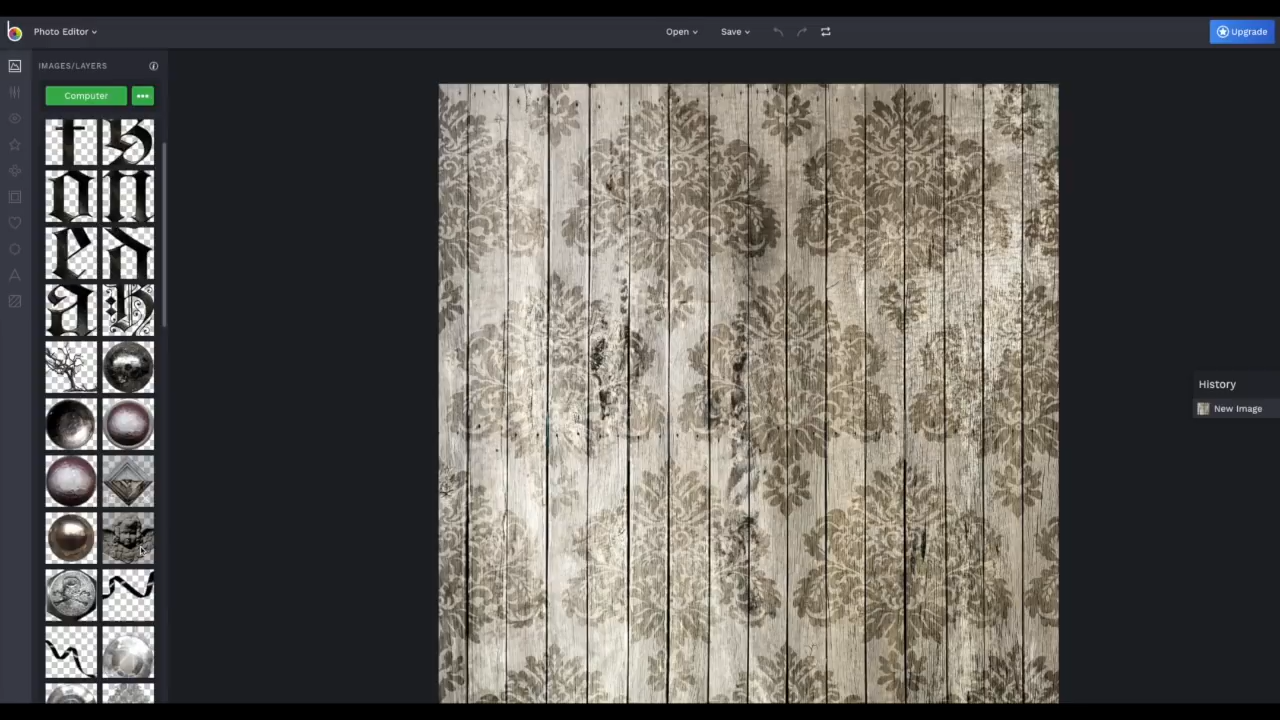 Photo Editor
Open
Save
Upgrade
IMAGES/LAYERS
Computer
t
o
e
a
History
New Image